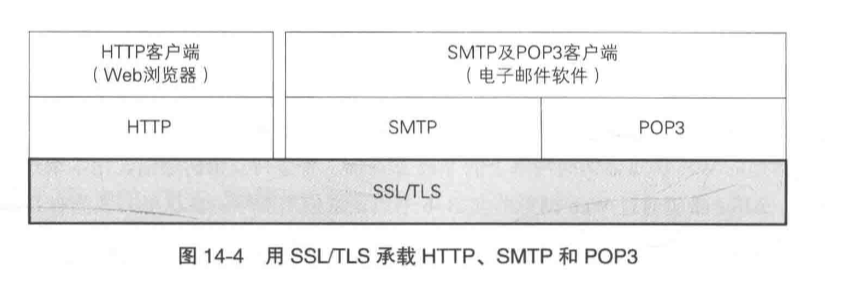 HTTP客户端
（Web浏览器）
SMTP及POP3客户端
（电子邮件软件）
HTTP
SMTP
POP3
SSL/TLS
图 14-4 用 SSL/TLS 承载 HTTP、SMTP 和 POP3